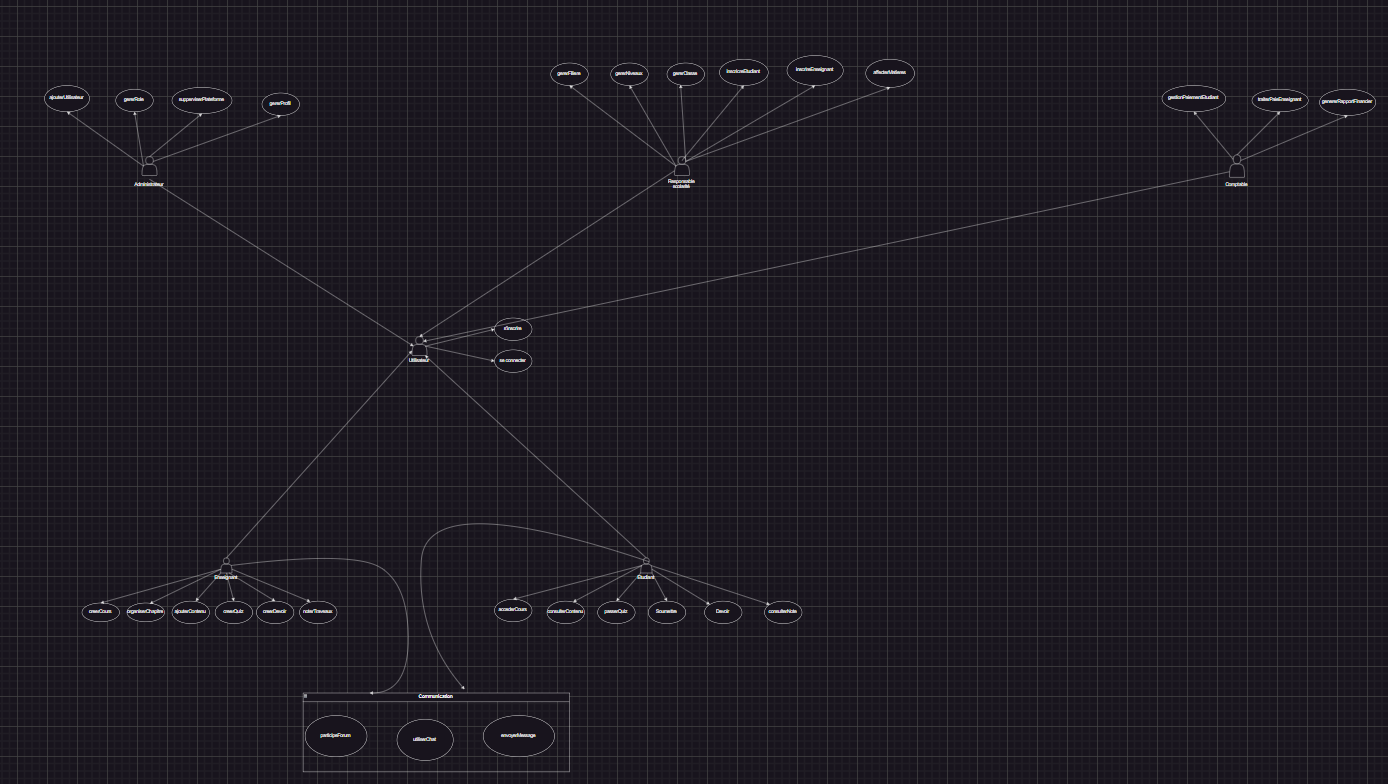 ajouterUtilisateur
gererRole
superviserPlateforme
gererProfil
gererFiliere
gererNiveaux
gererClasse
InscrireEtudiant
InscrireEnseignant
affecterMatieres
gestionPaiementEtudiant
traiterPaieEnseignant
genererRapportFinancier
Administrateur
Responsable
scolarité
Comptable
s'inscrire
se connecter
Utilisateur
Enseignant
Etudiant
creerCours
organiserChapitre
ajouterContenu
creerQuiz
creerDevoir
noterTravaux
accederCours
consulterContenu
passerQuiz
Soumettre
Devoir
consulterNote
Communication
participerForum
utiliserChat
envoyerMessage